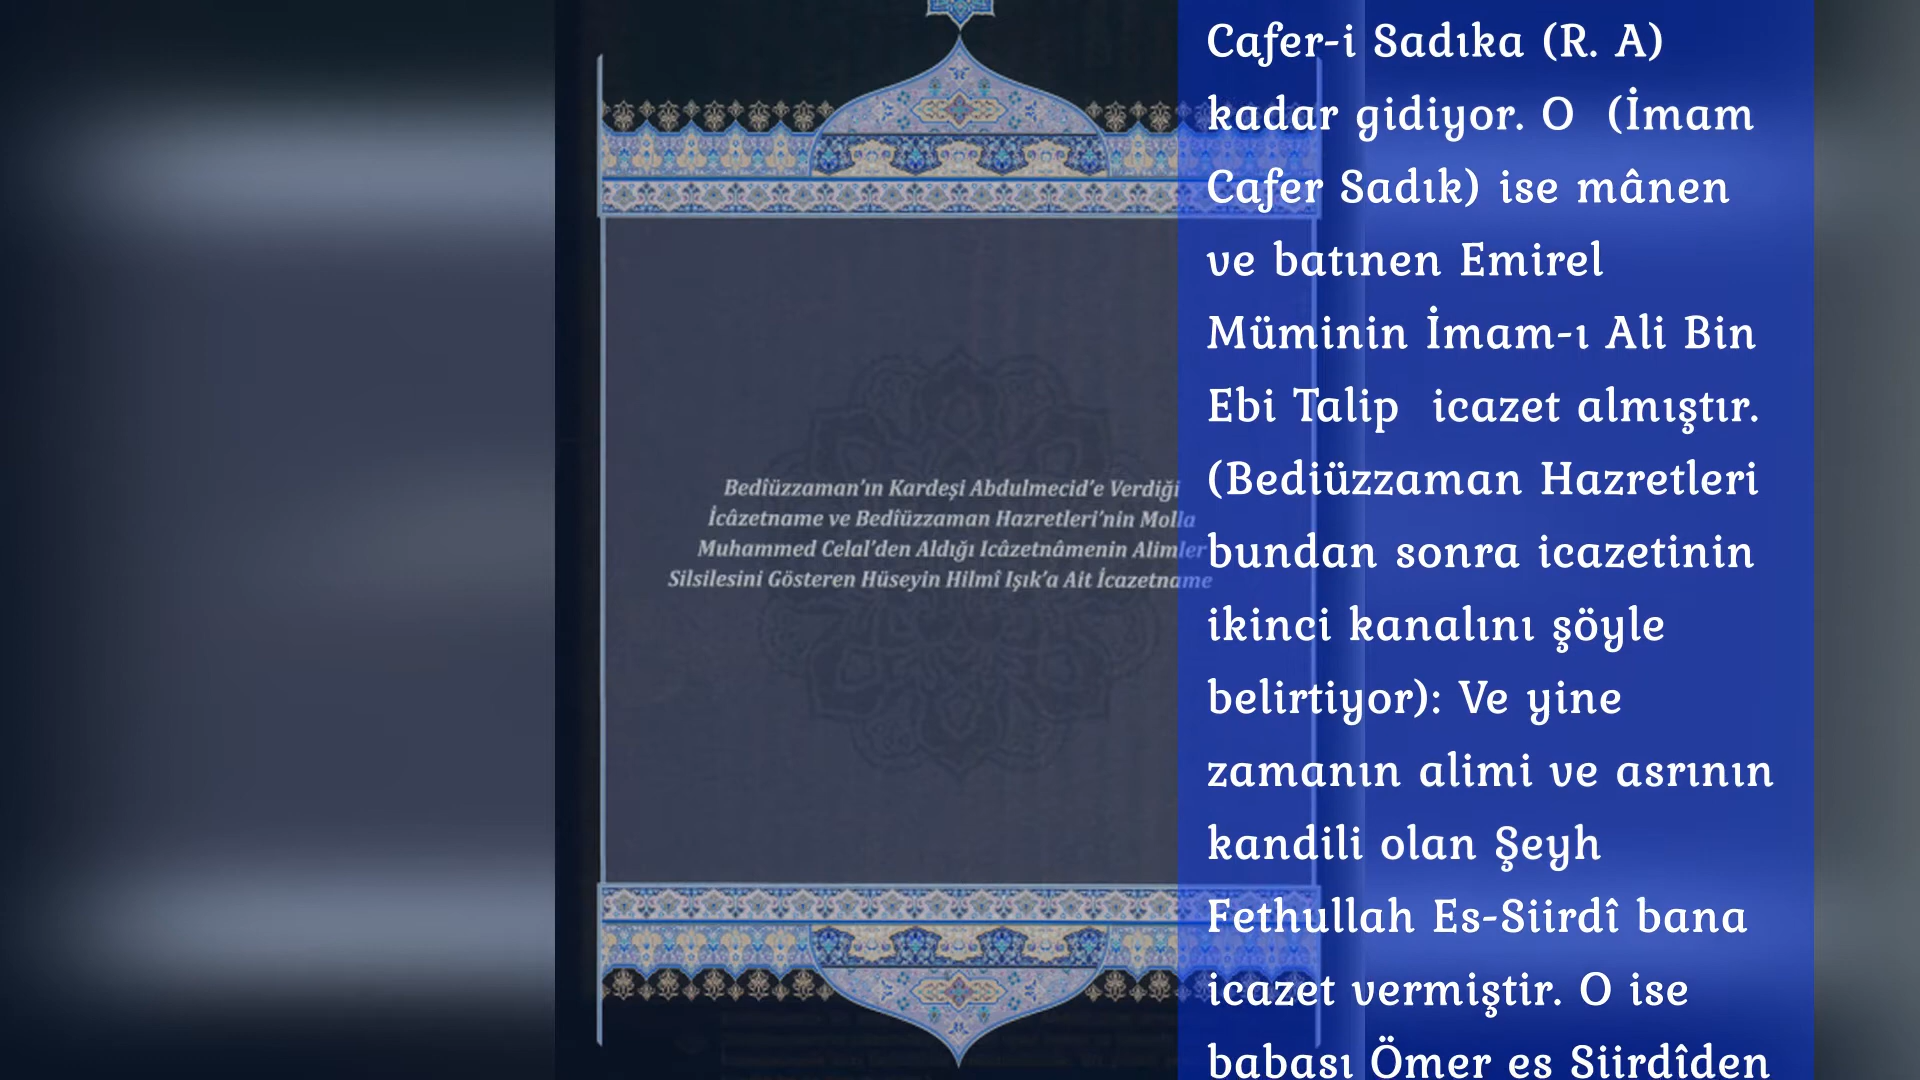 Bedîüzzaman’ın Kardeşi Abdulmecid’e Verdiği
İcâzetname ve Bedîüzzaman Hazretleri’nin Molla
Muhammed Celal’den Aldığı Icâzetnâmenin Alimler
Silsilesini Gösteren Hüseyin Hilmî Işık’a Ait İcazetname
Cafer-i Sadıka (R. A)
kadar gidiyor. O (İmam
Cafer Sadık) ise mânen
ve batınen Emirel
Müminin İmam-ı Ali Bin
Ebi Talip icazet almıştır.
(Bediüzzaman Hazretleri
bundan sonra icazetinin
ikinci kanalını şöyle
belirtiyor): Ve yine
zamanın alimi ve asrının
kandili olan Şeyh
Fethullah Es-Siirdî bana
icazet vermiştir. O ise
babası Ömer es Siirdîden